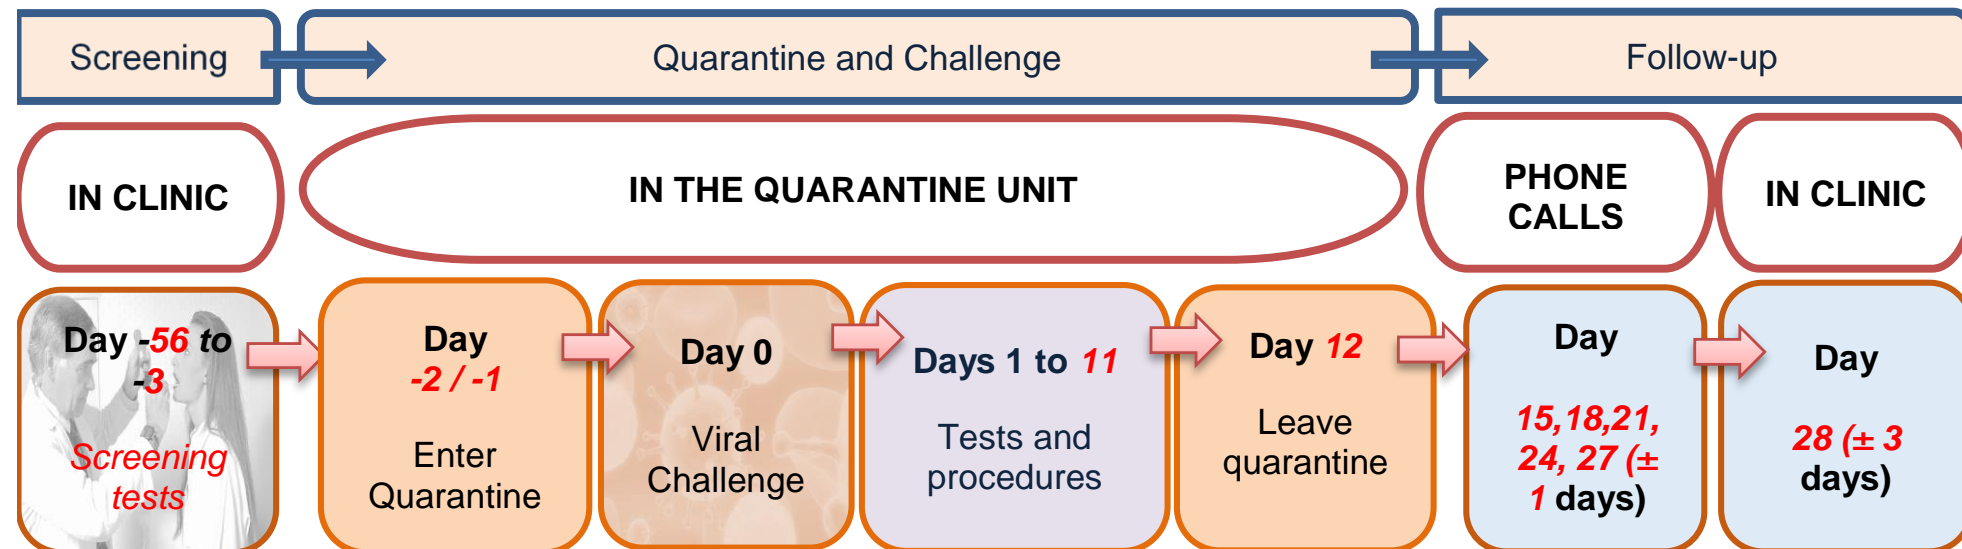 Screening
Quarantine and Challenge
Follow-up
IN CLINIC
IN THE QUARANTINE UNIT
PHONE
CALLS
IN CLINIC
Day -56 to
-3
Screening
tests
Day
-2 / -1
Enter
Quarantine
Day 0
Viral
Challenge
Days 1 to 11
Tests and
procedures
Day 12
Leave
quarantine
Day
15,18,21,
24, 27 (±
1 days)
Day
28 (± 3
days)